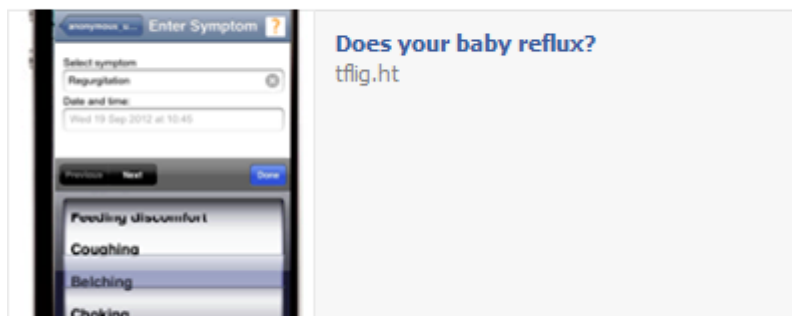 anonymous_u... Enter Symptom ?
Select symptom
Regurgitation
Date and time:
Wed 19 Sep 2012 at 10:45
Previous Next Done
Feeding discomfort
Coughing
Belching
Choking
Does your baby reflux?
tflig.ht